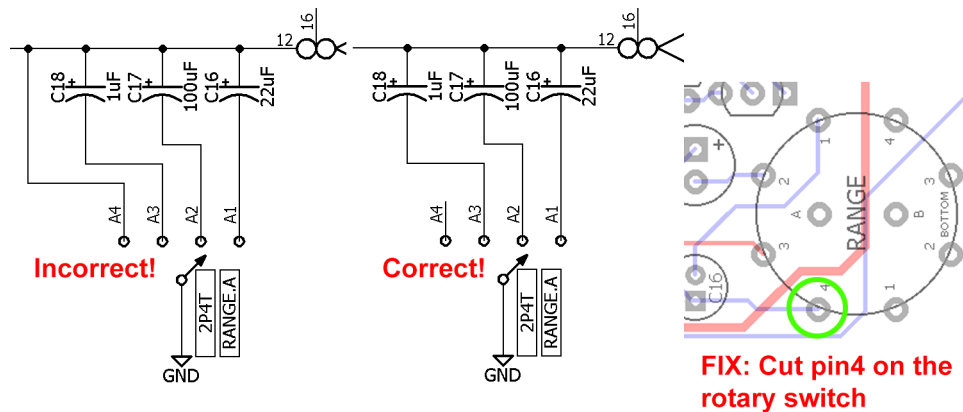 16
12
C18
+
1uF
C17
+
100uF
C16
+
22uF
A4
A3
A2
A1
Incorrect!
2P4T
RANGE.A
GND
16
12
C18
+
1uF
C17
+
100uF
C16
+
22uF
A4
A3
A2
A1
Correct!
2P4T
RANGE.A
GND
+
C16
1
2
3
4
A
RANGE
B
4
3
2
1
BOTTOM
FIX: Cut pin4 on the
rotary switch